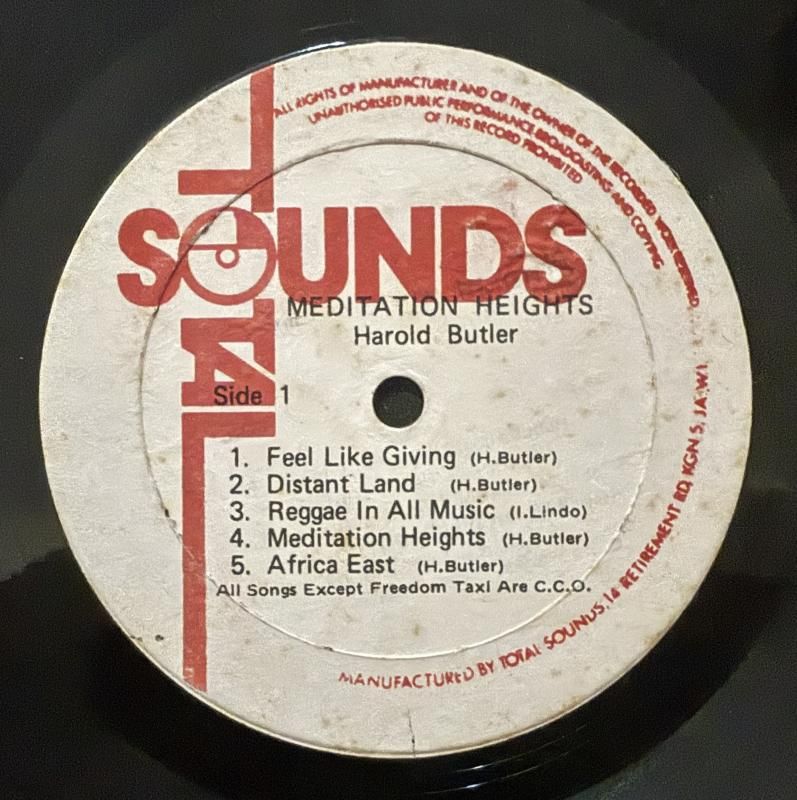 ALL RIGHTS OF MANUFACTURER AND OF THE OWNER OF THE RECORDED WORK RESERVED
UNAUTHORISED PUBLIC PERFORMANCE BROADCASTING AND COPYING
OF THIS RECORD PROHIBITED
TOTAL
SOUNDS
MEDITATION HEIGHTS
Harold Butler
Side 1
1. Feel Like Giving (H.Butler)
2. Distant Land (H.Butler)
3. Reggae In All Music (I.Lindo)
4. Meditation Heights (H.Butler)
5. Africa East (H.Butler)
All Songs Except Freedom Taxi Are C.C.O.
MANUFACTURED BY TOTAL SOUNDS, 14 RETIREMENT RD, KGN 5, JA. W.I.